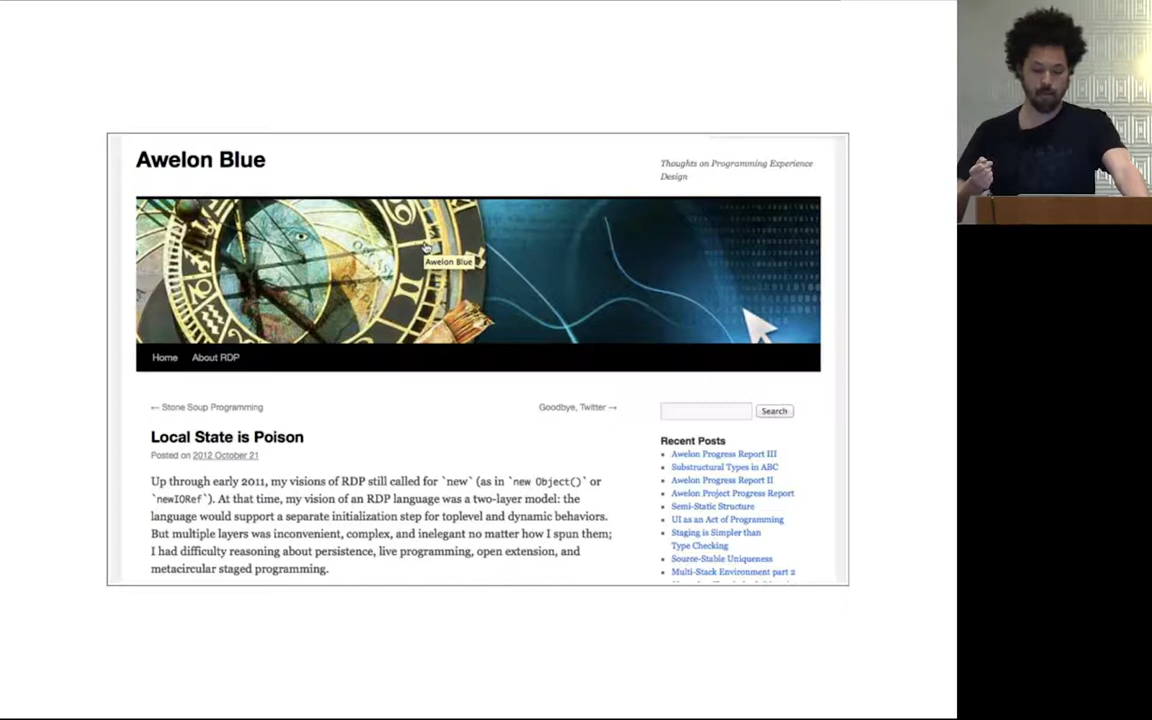 Awelon Blue
Thoughts on Programming Experience
Design
Awelon Blue
Home About RDP
← Stone Soup Programming
Goodbye, Twitter →
Search
Local State is Poison
Posted on 2012 October 21
Up through early 2011, my visions of RDP still called for `new` (as in `new Object()` or
`newIORef`). At that time, my vision of an RDP language was a two-layer model: the
language would support a separate initialization step for toplevel and dynamic behaviors.
But multiple layers was inconvenient, complex, and inelegant no matter how I spun them;
I had difficulty reasoning about persistence, live programming, open extension, and
metacircular staged programming.
Recent Posts
Awelon Progress Report III
Substructural Types in ABC
Awelon Progress Report II
Awelon Project Progress Report
Semi-Static Structure
UI as an Act of Programming
Staging is Simpler than
Type Checking
Source-Stable Uniqueness
Multi-Stack Environment part 2